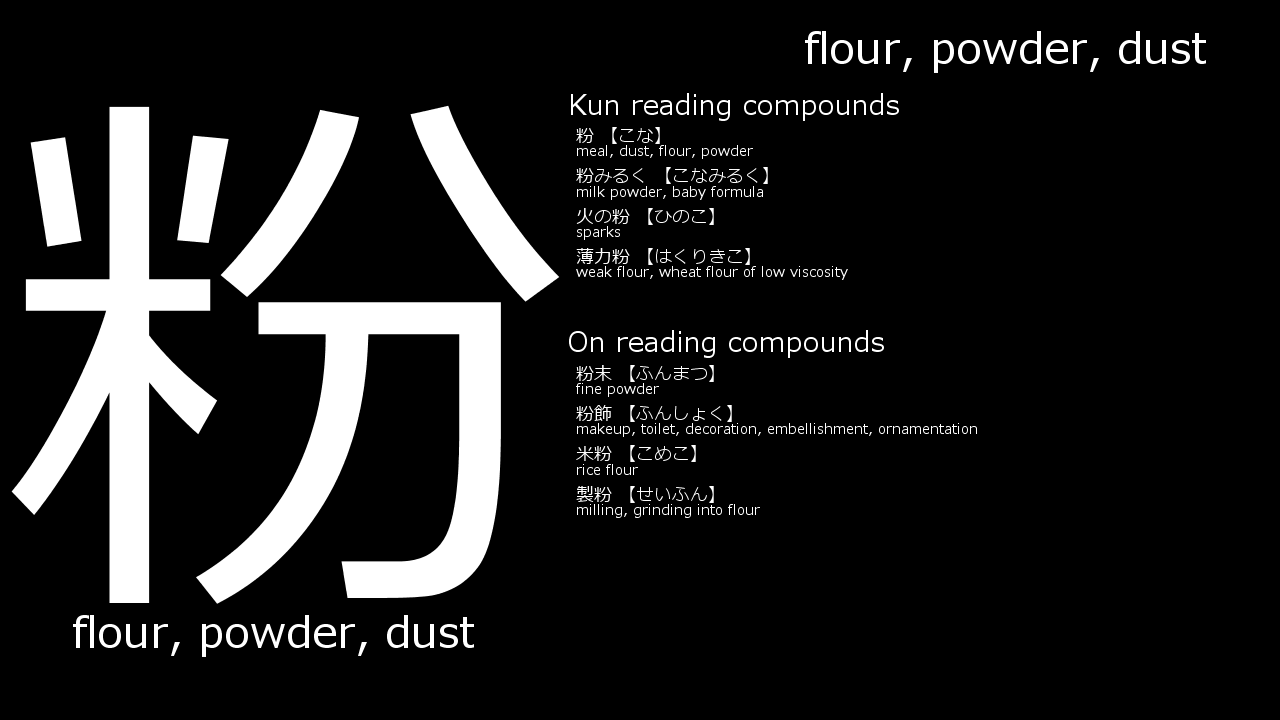 flour, powder, dust
粉
flour, powder, dust
Kun reading compounds
粉 【こな】
meal, dust, flour, powder
粉みるく 【こなみるく】
milk powder, baby formula
火の粉 【ひのこ】
sparks
薄力粉 【はくりきこ】
weak flour, wheat flour of low viscosity
On reading compounds
粉末 【ふんまつ】
fine powder
粉飾 【ふんしょく】
makeup, toilet, decoration, embellishment, ornamentation
米粉 【こめこ】
rice flour
製粉 【せいふん】
milling, grinding into flour